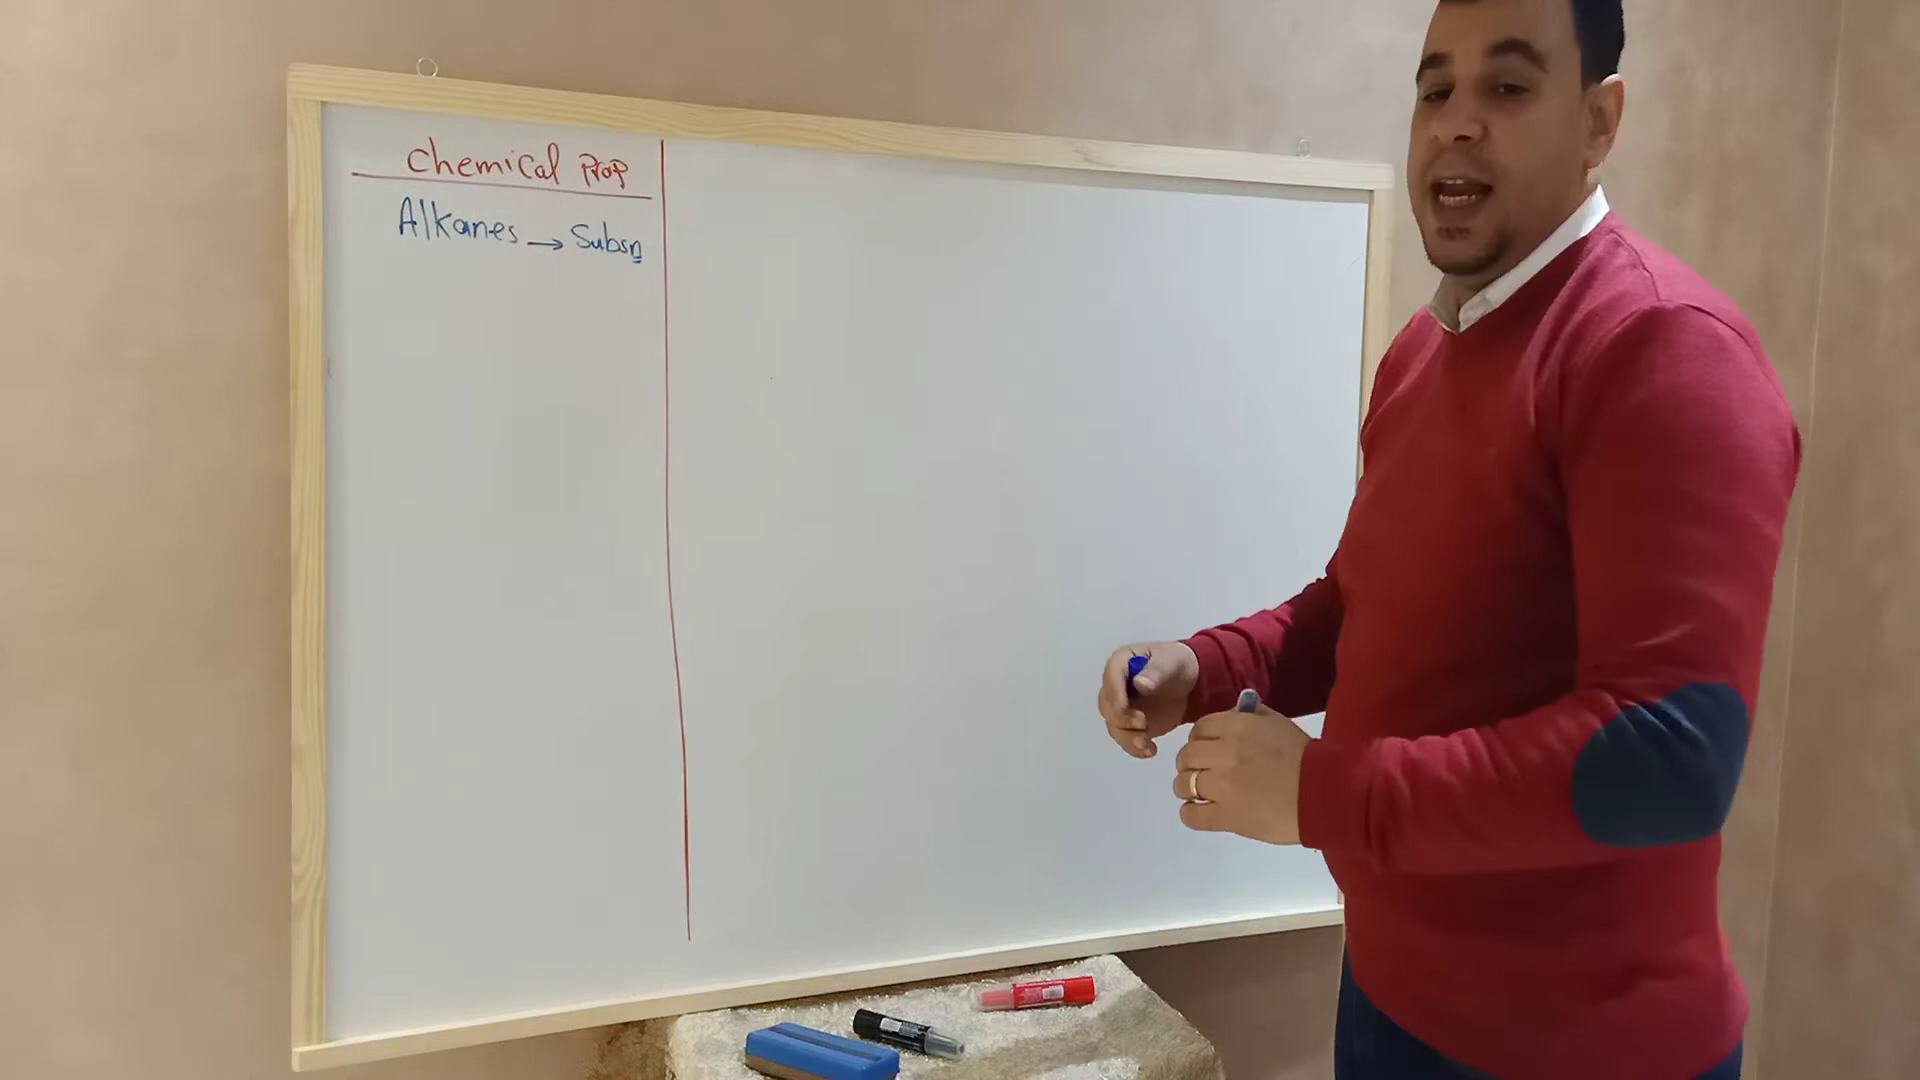 Chemical Prop
Alkanes → Subsn